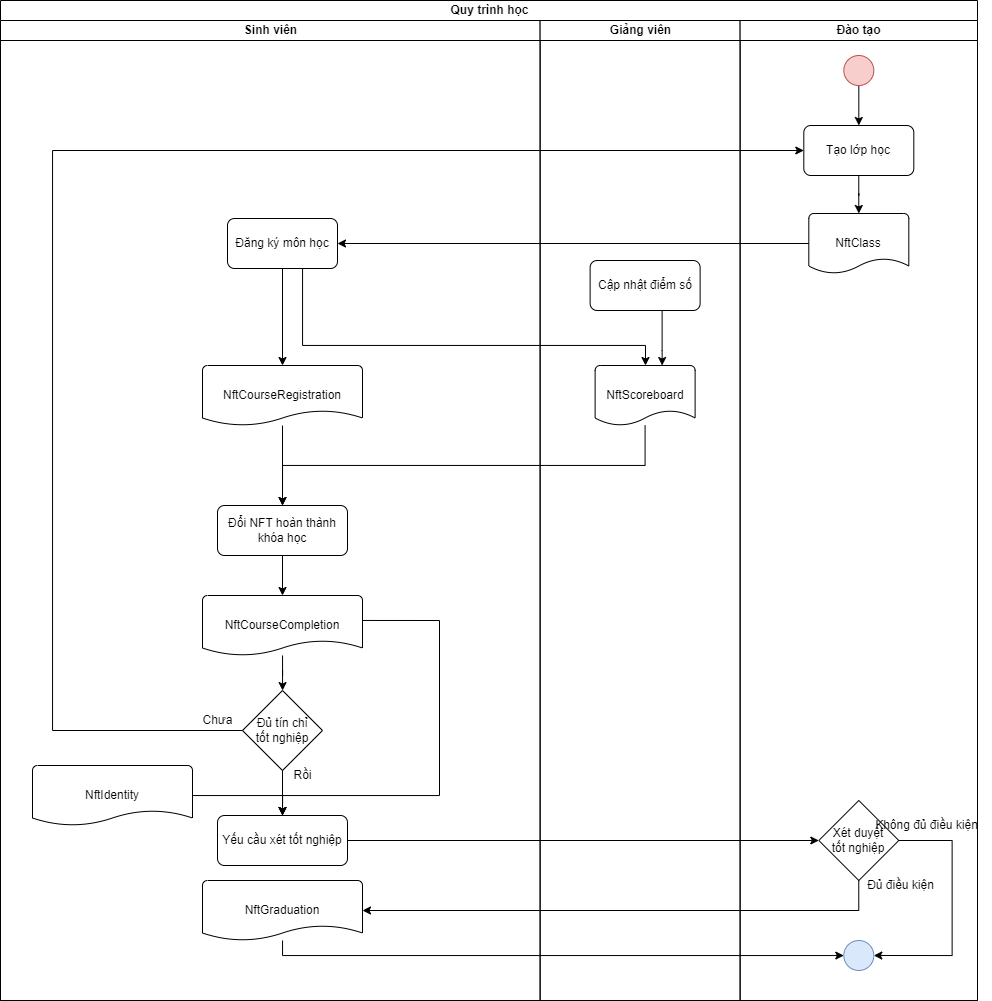 Quy trình học
Sinh viên
Giảng viên
Đào tạo
Tạo lớp học
NftClass
Đăng ký môn học
Cập nhật điểm số
NftCourseRegistration
NftScoreboard
Đổi NFT hoàn thành
khóa học
NftCourseCompletion
Chưa
Đủ tín chỉ
tốt nghiệp
Rồi
NftIdentity
Yếu cầu xét tốt nghiệp
Không đủ điều kiện
Xét duyệt
tốt nghiệp
Đủ điều kiện
NftGraduation